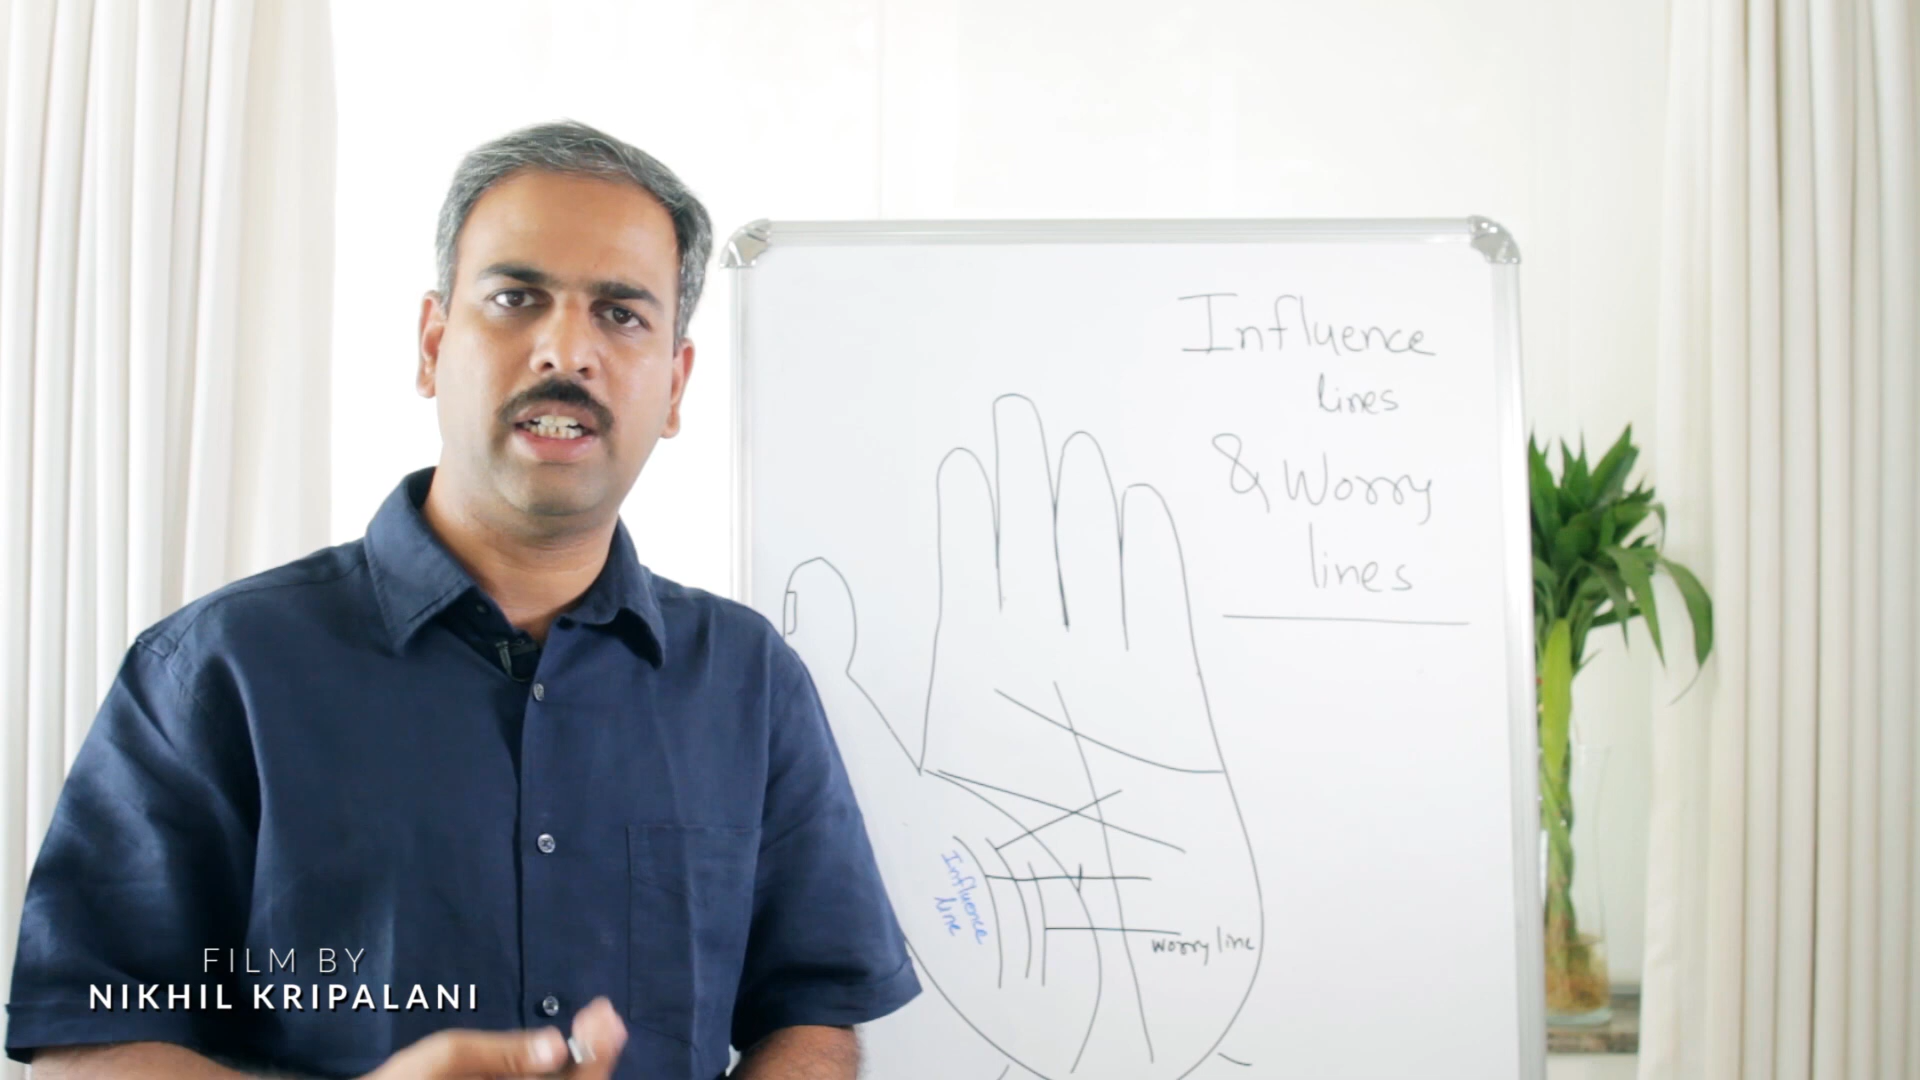 Influence
lines
& Worry
lines
Influence
line
worry line
FILM BY
NIKHIL KRIPALANI